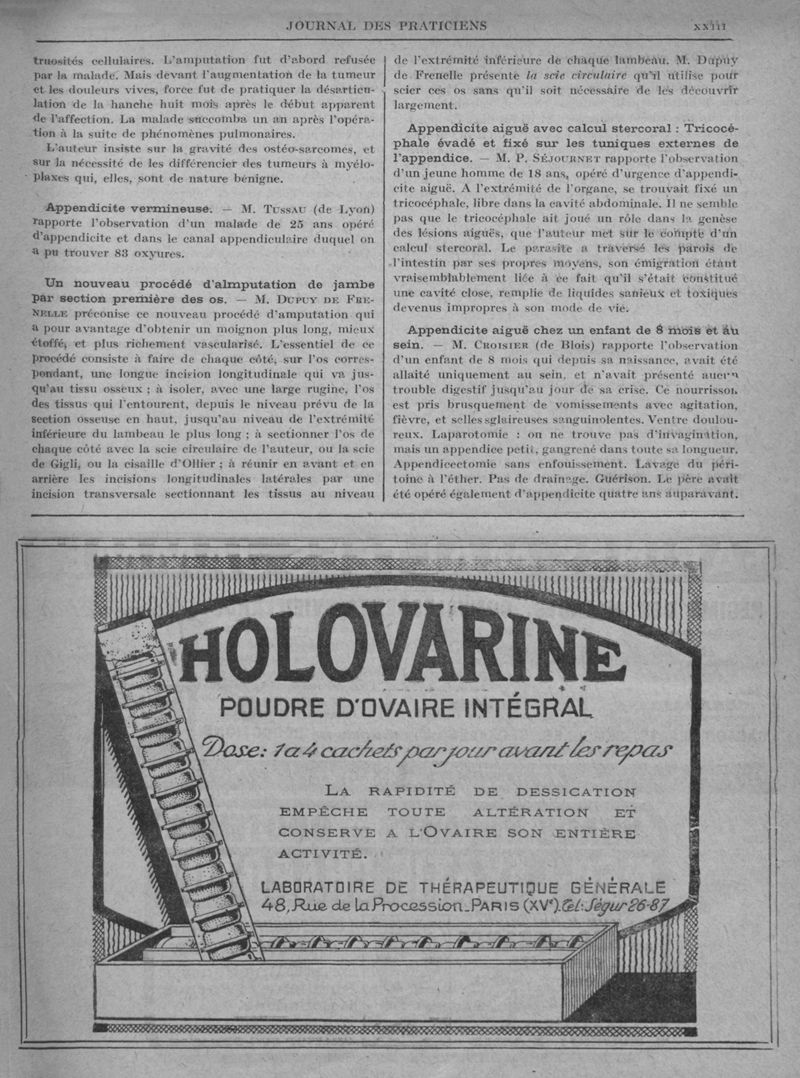 JOURNAL DES PRATICIENS
XXIII
truosités cellulaires. L'amputation fut d'abord refusée
par la malade. Mais devant l'augmentation de la tumeur
et les douleurs vives, force fut de pratiquer la désarticu-
lation de la hanche huit mois après le début apparent
de l'affection. La malade succomba un an après l'opéra-
tion à la suite de phénomènes pulmonaires.
L'auteur insiste sur la gravité des ostéo-sarcomes, et
sur la nécessité de les différencier des tumeurs à myélo-
plaxes qui, elles, sont de nature bénigne.
Appendicite vermineuse. — M. TUSSAU (de Lyon)
rapporte l'observation d'un malade de 25 ans opéré
d'appendicite et dans le canal appendiculaire duquel on
a pu trouver 83 oxyures.
Un nouveau procédé d'almputation de jambe
par section première des os. — M. DUPUY DE FRE-
NELLE préconise ce nouveau procédé d'amputation qui
a pour avantage d'obtenir un moignon plus long, mieux
étoffé, et plus richement vascularisé. L'essentiel de ce
procédé consiste à faire de chaque côté, sur l'os corres-
pondant, une longue incision longitudinale qui va jus-
qu'au tissu osseux ; à isoler, avec une large rugine, l'os
des tissus qui l'entourent, depuis le niveau prévu de la
section osseuse en haut, jusqu'au niveau de l'extrémité
inférieure du lambeau le plus long ; à sectionner l'os de
chaque côté avec la scie circulaire de l'auteur, ou la scie
de Gigli, ou la cisaille d'Ollier ; à réunir en avant et en
arrière les incisions longitudinales latérales par une
incision transversale sectionnant les tissus au niveau
de l'extrémité inférieure de chaque lambeau. M. Dupuy
de Frenelle présente la scie circulaire qu'il utilise pour
scier ces os sans qu'il soit nécessaire de les découvrir
largement.
Appendicite aiguë avec calcul stercoral : Tricocé-
phale évadé et fixé sur les tuniques externes de
l'appendice. — M. P. SÉJOURNET rapporte l'observation
d'un jeune homme de 18 ans, opéré d'urgence d'appendi-
cite aiguë. A l'extrémité de l'organe, se trouvait fixé un
tricocéphale, libre dans la cavité abdominale. Il ne semble
pas que le tricocéphale ait joué un rôle dans la genèse
des lésions aiguës, que l'auteur met sur le compte d'un
calcul stercoral. Le parasite a traversé les parois de
l'intestin par ses propres moyens, son émigration étant
vraisemblablement liée à ce fait qu'il s'était constitué
une cavité close, remplie de liquides sanieux et toxiques
devenus impropres à son mode de vie.
Appendicite aiguë chez un enfant de 8 mois et au
sein. — M. CROISIER (de Blois) rapporte l'observation
d'un enfant de 8 mois qui depuis sa naissance, avait été
allaité uniquement au sein, et n'avait présenté aucun
trouble digestif jusqu'au jour de sa crise. Ce nourrisson
est pris brusquement de vomissements avec agitation,
fièvre, et selles sglaireuses sanguinolentes. Ventre doulou-
reux. Laparotomie : on ne trouve pas d'invagination,
mais un appendice petit, gangrené dans toute sa longueur.
Appendicectomie sans enfouissement. Lavage du péri-
toine à l'éther. Pas de drainage. Guérison. Le père avait
été opéré également d'appendicite quatre ans auparavant.
HOLOVARINE
POUDRE D'OVAIRE INTÉGRAL
Dose: 1 a 4 cachets par jour avant les repas
LA RAPIDITÉ DE DESSICATION
EMPÊCHE TOUTE ALTÉRATION ET
CONSERVE A L'OVAIRE SON ENTIÈRE
ACTIVITÉ.
LABORATOIRE DE THÉRAPEUTIQUE GÉNÉRALE
48, Rue de la Procession_PARIS (XVe). Tél: Ségur 26-87